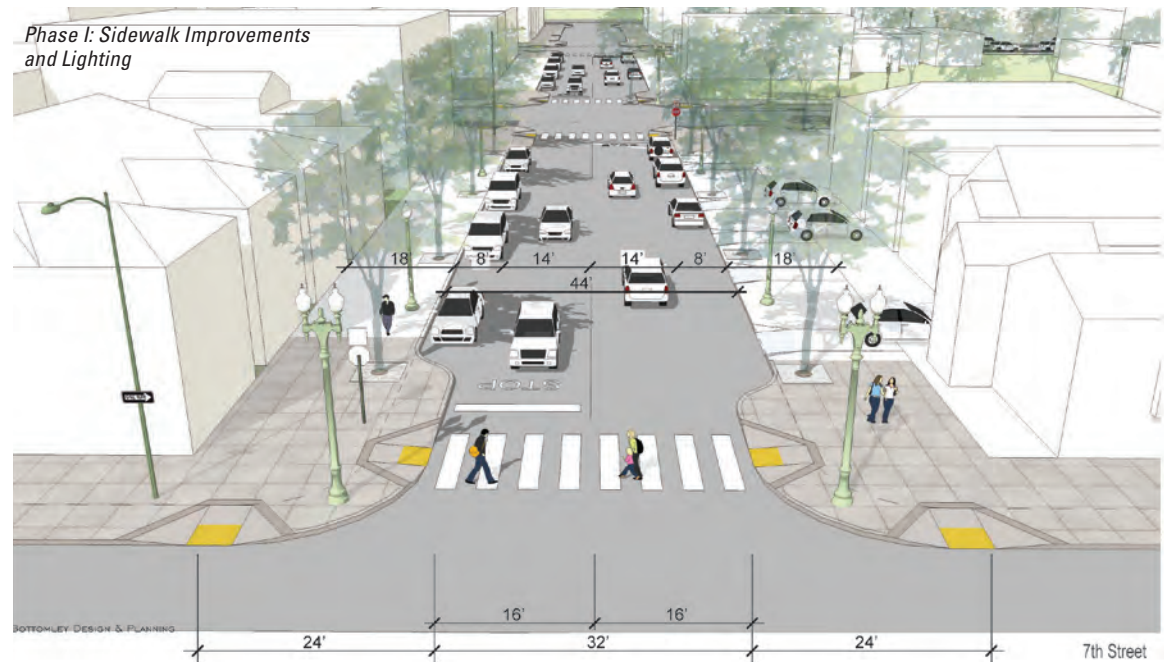 Phase I: Sidewalk Improvements
and Lighting
18' 8' 14' 14' 8' 18'
44'
STOP
16' 16'
BOTTOMLEY DESIGN & PLANNING
24' 32' 24'
7th Street